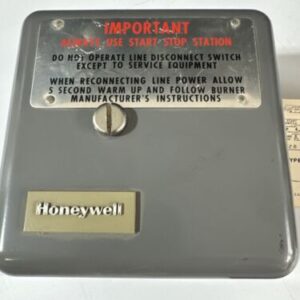 IMPORTANT
REMOTE USE START STOP STATION
DO NOT OPERATE LINE DISCONNECT SWITCH
EXCEPT TO SERVICE EQUIPMENT
WHEN RECONNECTING LINE POWER ALLOW
5 SECOND WARM UP AND FOLLOW BURNER
MANUFACTURER'S INSTRUCTIONS
Honeywell